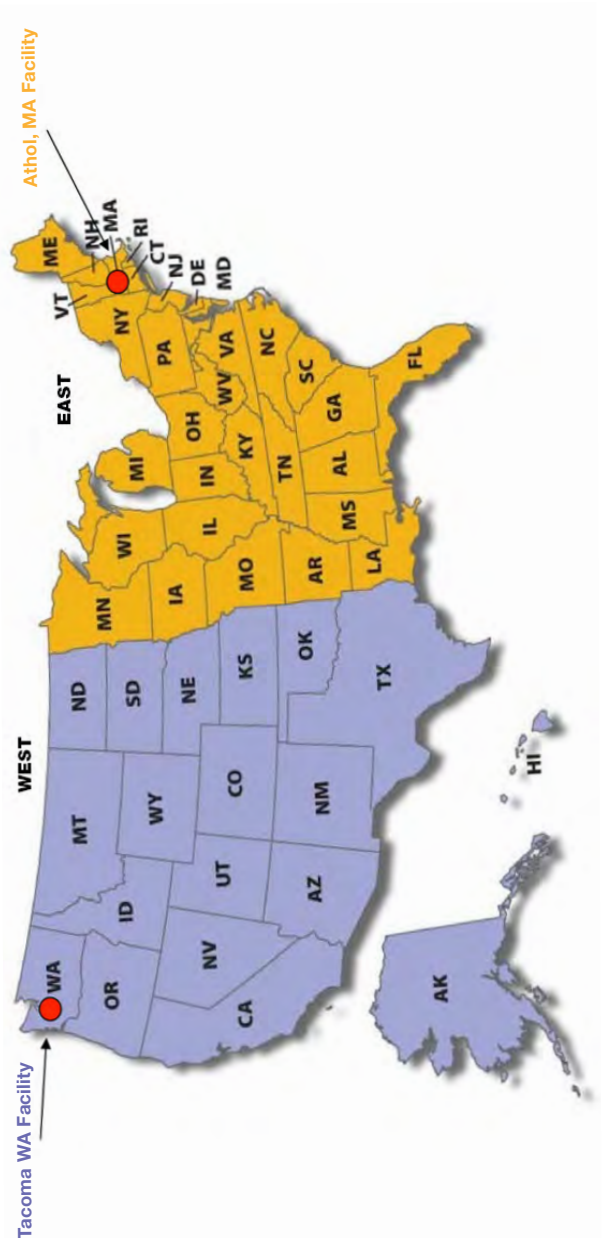 WEST
EAST
Tacoma WA Facility
Athol, MA Facility
WA
OR
CA
NV
ID
MT
WY
UT
AZ
CO
NM
ND
SD
NE
KS
OK
TX
AK
HI
MN
IA
MO
AR
LA
WI
IL
MI
IN
OH
KY
TN
MS
AL
GA
FL
SC
NC
VA
WV
PA
NY
VT
ME
NH
MA
RI
CT
NJ
DE
MD